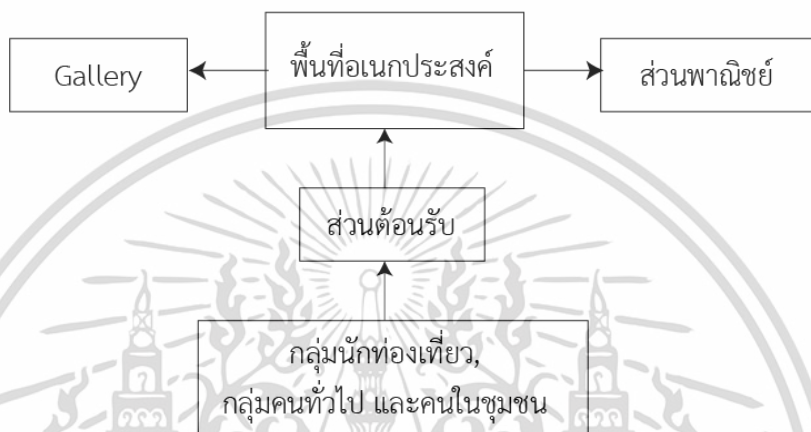 Gallery
พื้นที่อเนกประสงค์
ส่วนพาณิชย์
ส่วนต้อนรับ
กลุ่มนักท่องเที่ยว,
กลุ่มคนทั่วไป และคนในชุมชน